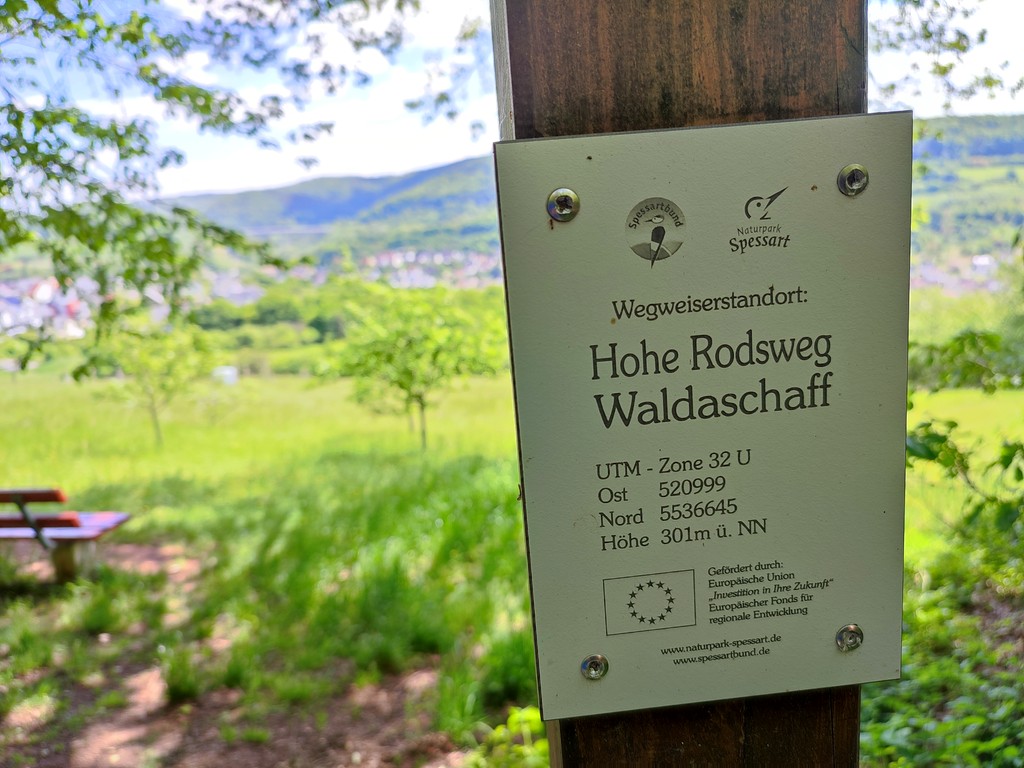 Spessartbund
Naturpark
Spessart
Wegweiserstandort:
Hohe Rodsweg
Waldaschaff
UTM - Zone 32 U
Ost 520999
Nord 5536645
Höhe 301m ü. NN
Gefördert durch:
Europäische Union
„Investition in Ihre Zukunft“
Europäischer Fonds für
regionale Entwicklung
www.naturpark-spessart.de
www.spessartbund.de